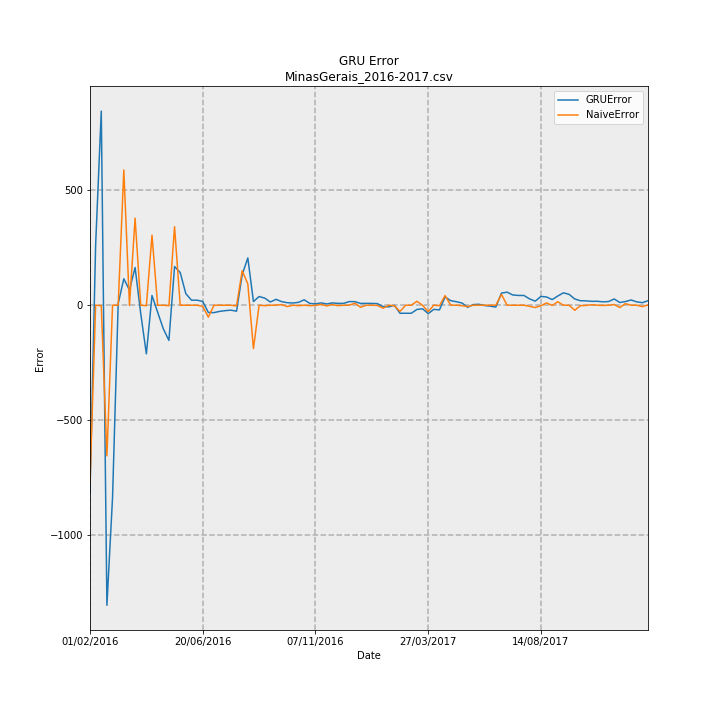 GRU Error
MinasGerais_2016-2017.csv
GRUError
NaiveError
500
0
−500
−1000
Error
01/02/2016
20/06/2016
07/11/2016
27/03/2017
14/08/2017
Date